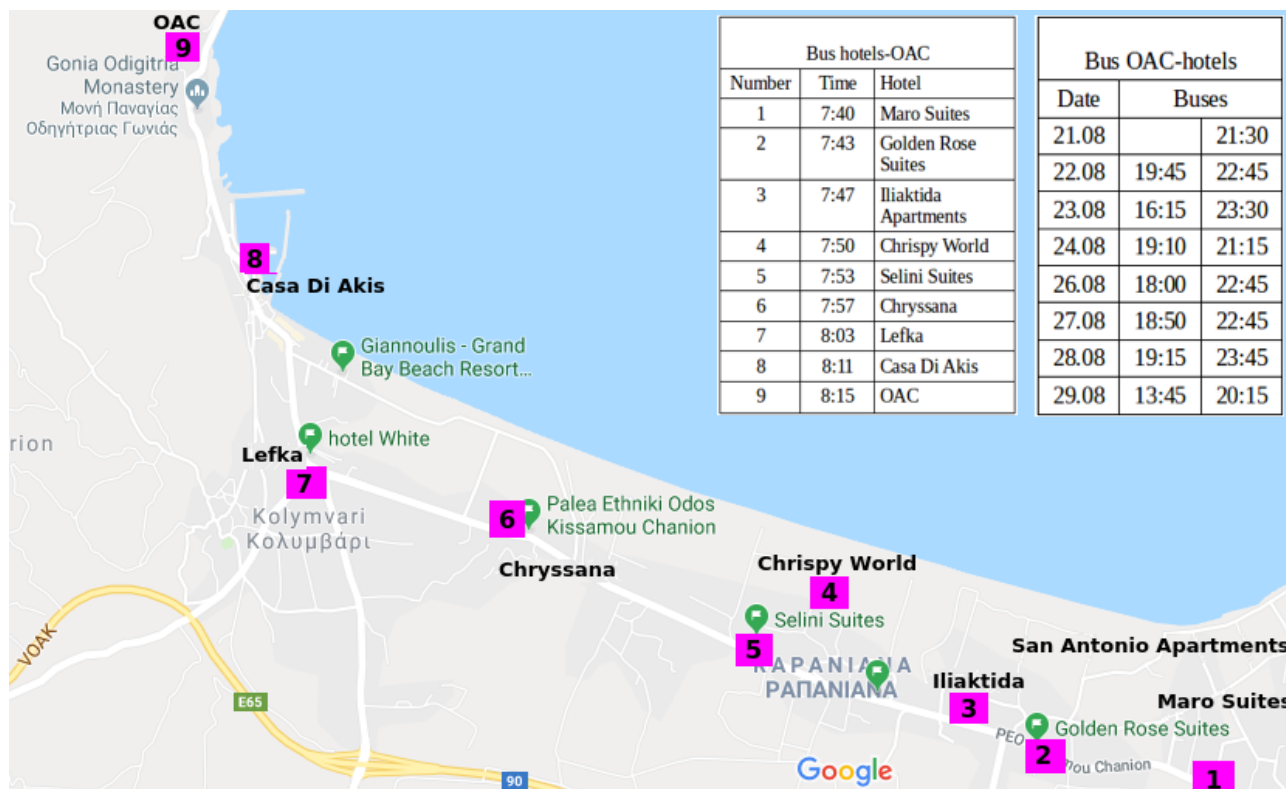 OAC
9
Gonia Odigitria
Monastery
Μονή Παναγίας
Οδηγήτριας Γωνιάς
8
Casa Di Akis
Giannoulis - Grand
Bay Beach Resort...
rion
hotel White
Lefka
7
Kolymvari
Κολυμβάρι
6
Palea Ethniki Odos
Kissamou Chanion
Chryssana
Chrispy World
4
Selini Suites
5
RAPANIANA
ΡΑΠΑΝΙΑΝΑ
San Antonio Apartments
Iliaktida
3
Maro Suites
Golden Rose Suites
PEO
2
mou Chanion
1
VOAK
E65
90
Google
Bus hotels-OAC
Number Time Hotel
1 7:40 Maro Suites
2 7:43 Golden Rose
Suites
3 7:47 Iliaktida
Apartments
4 7:50 Chrispy World
5 7:53 Selini Suites
6 7:57 Chryssana
7 8:03 Lefka
8 8:11 Casa Di Akis
9 8:15 OAC
Bus OAC-hotels
Date Buses
21.08 21:30
22.08 19:45 22:45
23.08 16:15 23:30
24.08 19:10 21:15
26.08 18:00 22:45
27.08 18:50 22:45
28.08 19:15 23:45
29.08 13:45 20:15